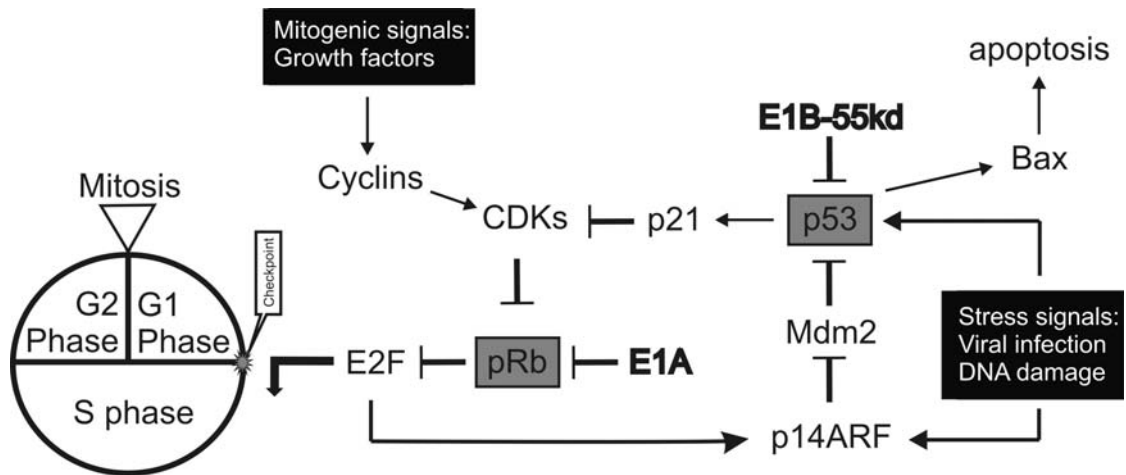 Mitogenic signals:
Growth factors
apoptosis
E1B-55kd
Bax
Cyclins
Mitosis
CDKs
p21
p53
Checkpoint
G2
Phase
G1
Phase
S phase
E2F
pRb
E1A
Mdm2
Stress signals:
Viral infection
DNA damage
p14ARF